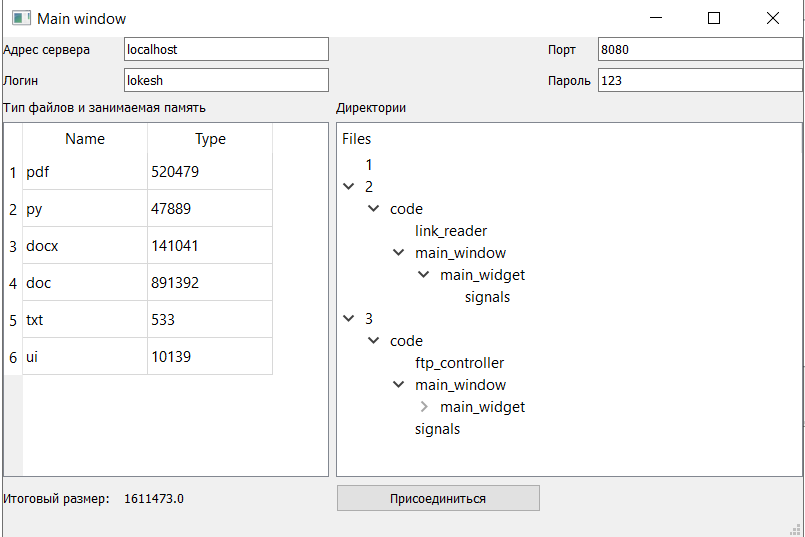 Main window
Адрес сервера localhost Порт 8080
Логин lokesh Пароль 123
Тип файлов и занимаемая память Директории
Name Type
1 pdf 520479
2 py 47889
3 docx 141041
4 doc 891392
5 txt 533
6 ui 10139
Files
1
2
code
link_reader
main_window
main_widget
signals
3
code
ftp_controller
main_window
main_widget
signals
Итоговый размер: 1611473.0 Присоединиться